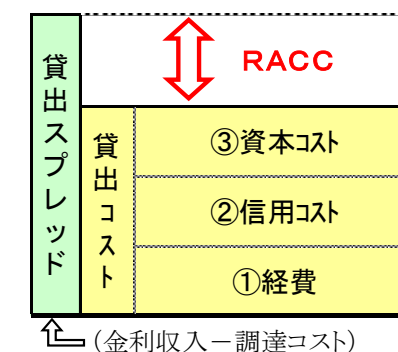 貸出スプレッド
RACC
貸出コスト
③資本ｺｽﾄ
②信用ｺｽﾄ
①経費
(金利収入－調達コスト)